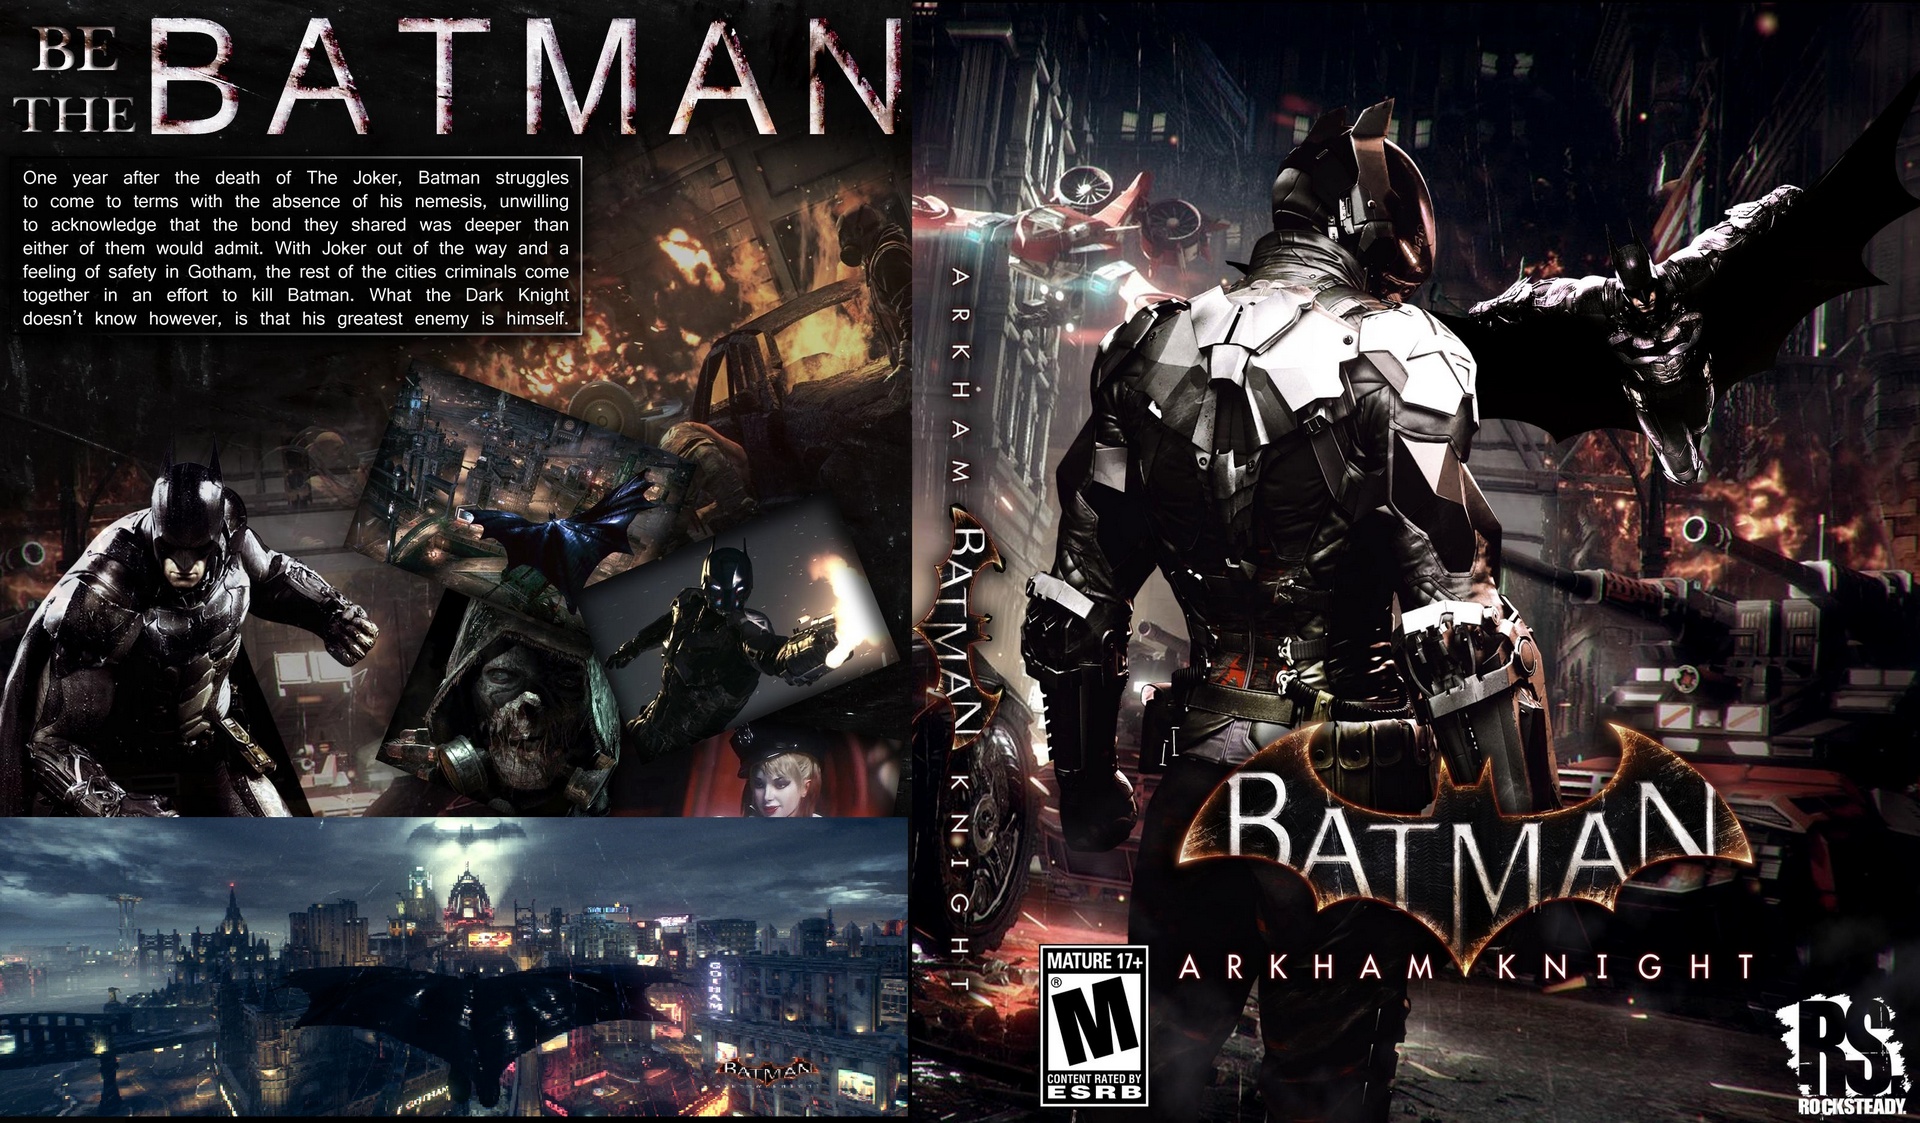 BE
THE BATMAN
One year after the death of The Joker, Batman struggles
to come to terms with the absence of his nemesis, unwilling
to acknowledge that the bond they shared was deeper than
either of them would admit. With Joker out of the way and a
feeling of safety in Gotham, the rest of the cities criminals come
together in an effort to kill Batman. What the Dark Knight
doesn't know however, is that his greatest enemy is himself.
GOTHAM
GOTHAM
BATMAN
ARKHAM BATMAN KNIGHT
BATMAN
ARKHAM KNIGHT
MATURE 17+
®
M
CONTENT RATED BY
ESRB
RS
ROCKSTEADY